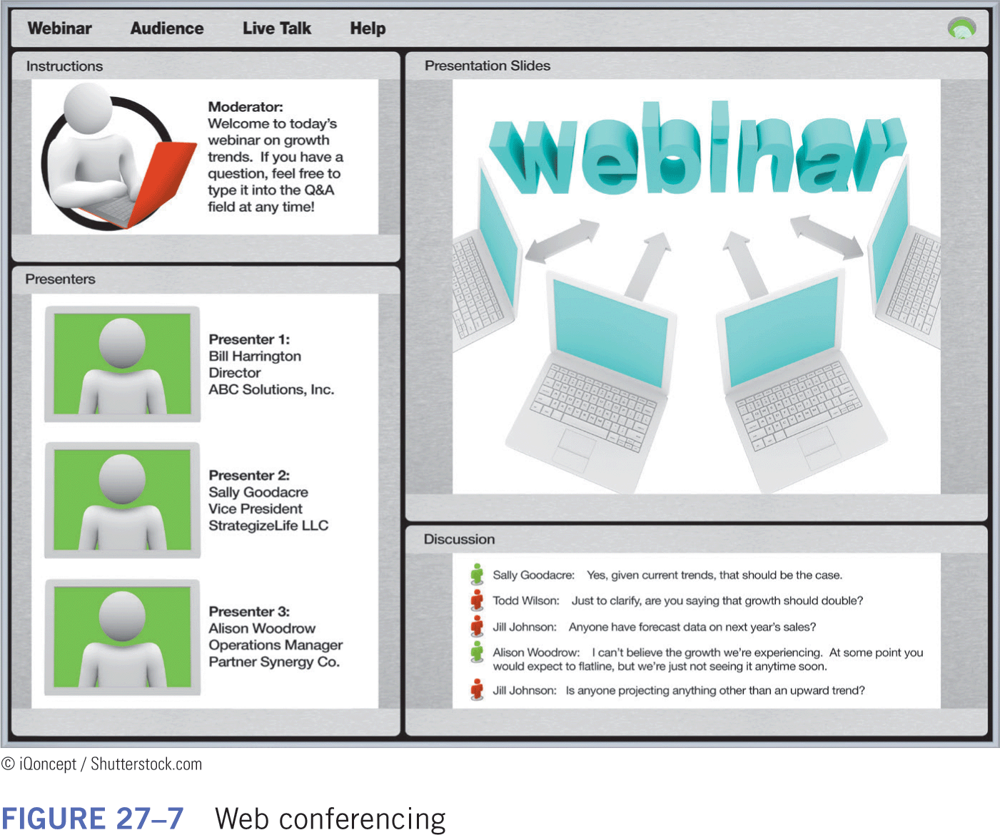 Webinar Audience Live Talk Help
Instructions
Moderator:
Welcome to today's
webinar on growth
trends. If you have a
question, feel free to
type it into the Q&A
field at any time!
Presenters
Presenter 1:
Bill Harrington
Director
ABC Solutions, Inc.
Presenter 2:
Sally Goodacre
Vice President
StrategizeLife LLC
Presenter 3:
Alison Woodrow
Operations Manager
Partner Synergy Co.
Presentation Slides
webinar
Discussion
Sally Goodacre: Yes, given current trends, that should be the case.
Todd Wilson: Just to clarify, are you saying that growth should double?
Jill Johnson: Anyone have forecast data on next year's sales?
Alison Woodrow: I can't believe the growth we're experiencing. At some point you
would expect to flatline, but we're just not seeing it anytime soon.
Jill Johnson: Is anyone projecting anything other than an upward trend?
© iQoncept / Shutterstock.com
FIGURE 27–7 Web conferencing